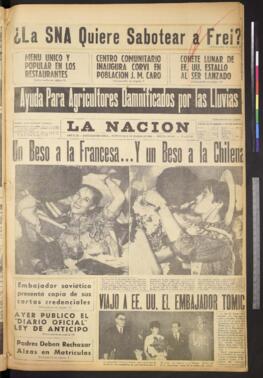 ¿La SNA Quiere Sabotear a Frei?
MENU UNICO Y
POPULAR EN LOS
RESTAURANTES
CENTRO COMUNITARIO
INAUGURA CORVI EN
POBLACION J. M. CARO
COHETE LUNAR DE
EE. UU. ESTALLO
AL SER LANZADO
Ayuda Para Agricultores Damnificados por las Lluvias
LA NACION
Un Beso a la Francesa...Y un Beso a la Chilena
Embajador soviético
presentó copia de sus
cartas credenciales
AYER PUBLICO EL
"DIARIO OFICIAL"
LEY DE ANTICIPO
Padres Deben Rechazar
Alzas en Matrículas
VIAJO A EE. UU. EL EMBAJADOR TOMIC